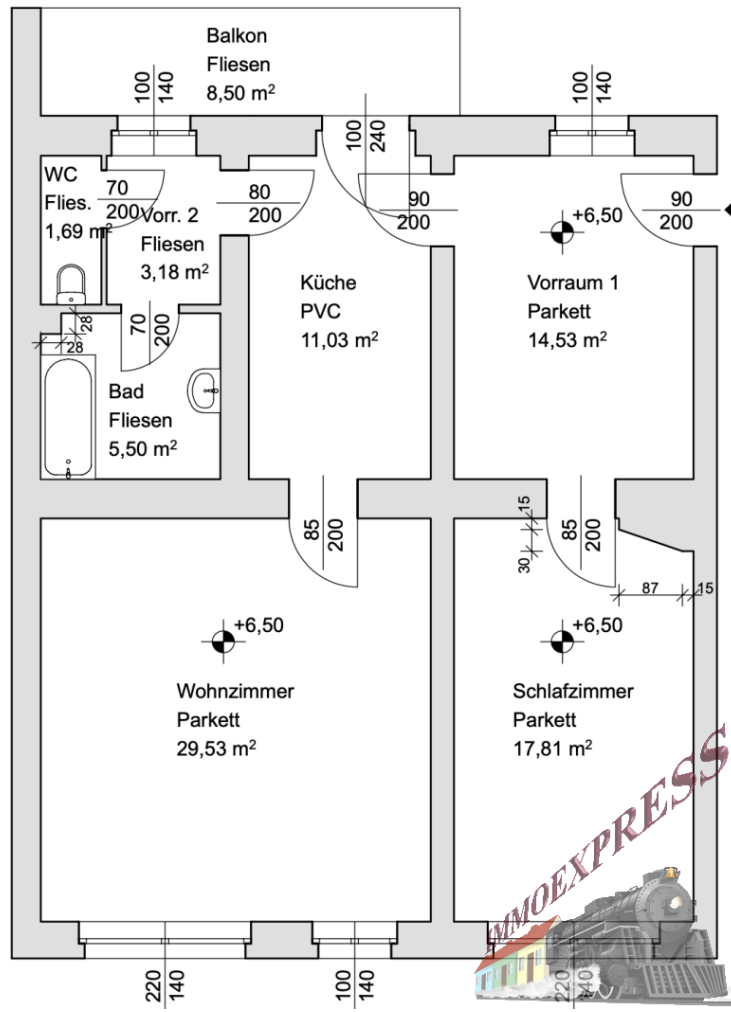 Balkon
Fliesen
8,50 m²
100
140
100
240
100
140
WC
Flies.
1,69 m²
70
200
Vorr. 2
Fliesen
3,18 m²
80
200
90
200
+6,50
90
200
Küche
PVC
11,03 m²
Vorraum 1
Parkett
14,53 m²
28
28
70
200
Bad
Fliesen
5,50 m²
85
200
15
30
85
200
87
15
+6,50
+6,50
Wohnzimmer
Parkett
29,53 m²
Schlafzimmer
Parkett
17,81 m²
IMMOEXPRESS
220
140
100
140
220
140